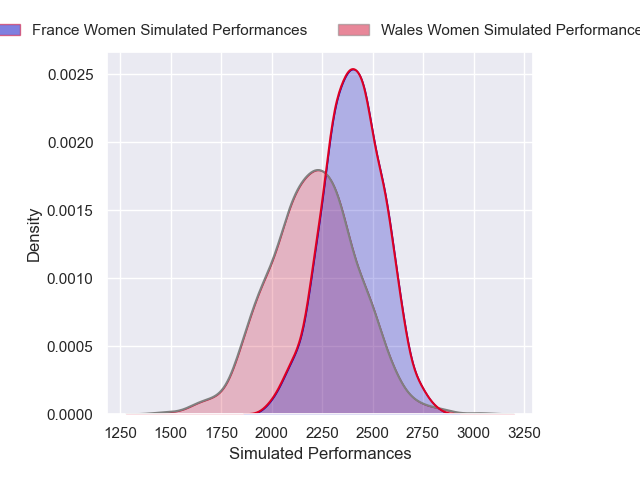 France Women Simulated Performances
Wales Women Simulated Performance
0.0025
0.0020
0.0015
0.0010
0.0005
0.0000
Density
1250 1500 1750 2000 2250 2500 2750 3000 3250
Simulated Performances